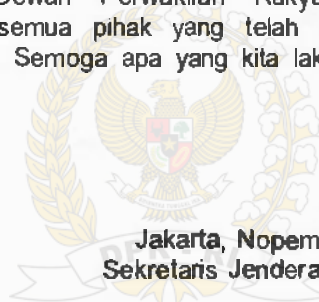 Dewan Perwakilan Rakya
semua pihak yang telah
Semoga apa yang kita lak
Jakarta, Nopem
Sekretaris Jendera